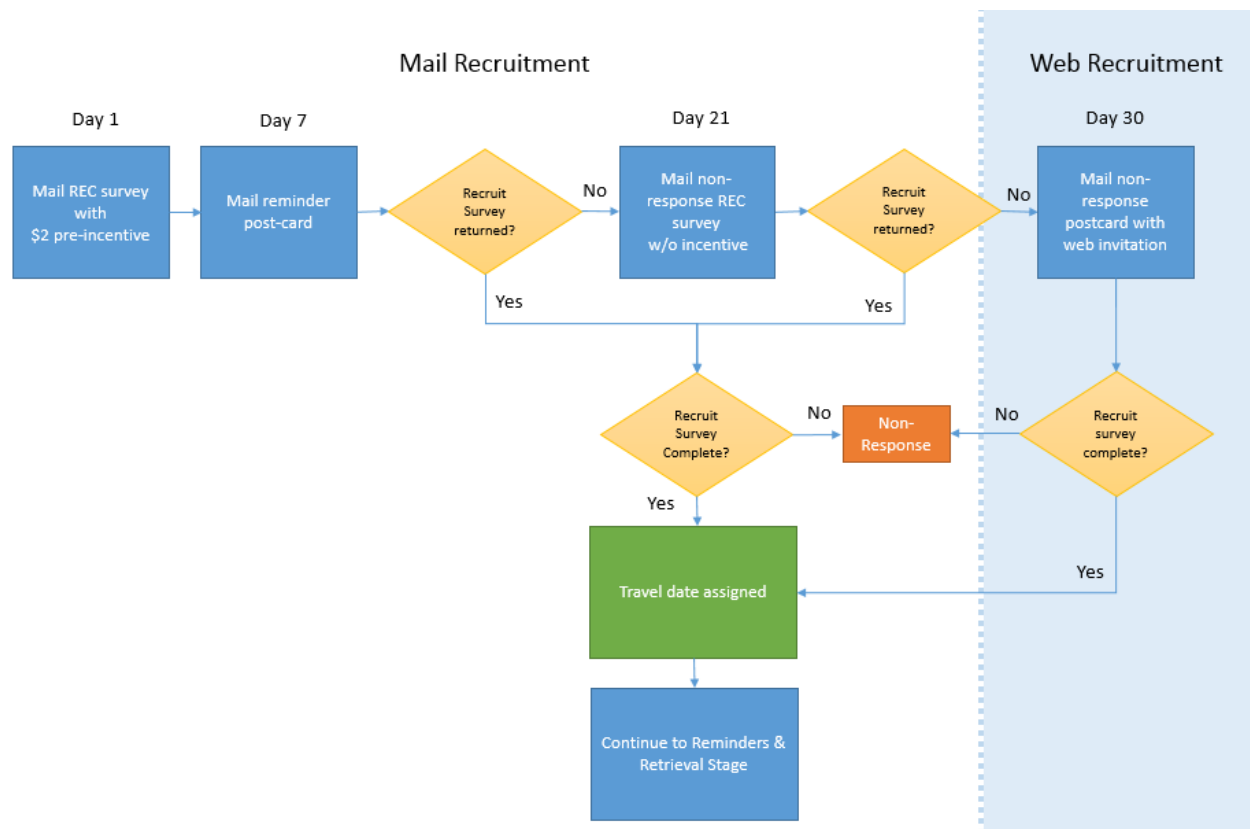 Mail Recruitment
Web Recruitment
Day 1
Day 7
Day 21
Day 30
Mail REC survey
with
$2 pre-incentive
Mail reminder
post-card
Recruit
Survey
returned?
No
Mail non-
response REC
survey
w/o incentive
Recruit
Survey
returned?
No
Mail non-
response
postcard with
web invitation
Yes
Yes
Recruit
Survey
Complete?
No
Non-
Response
No
Recruit
survey
complete?
Yes
Travel date assigned
Yes
Continue to Reminders &
Retrieval Stage